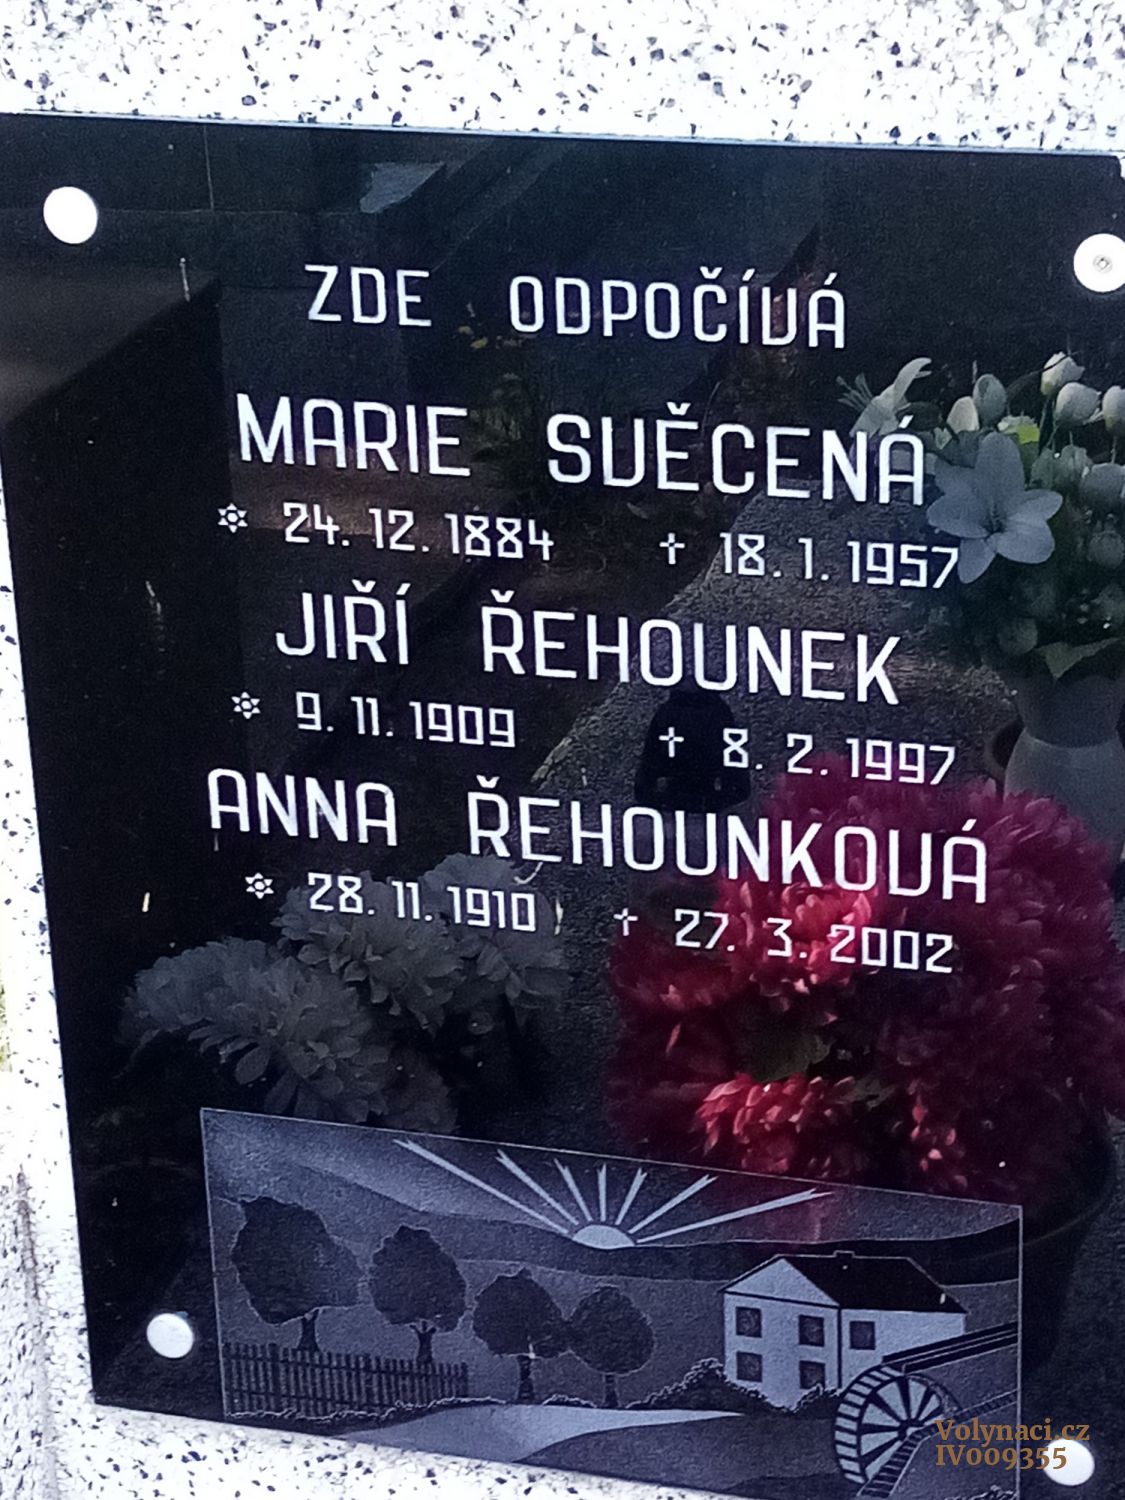 ZDE ODPOČÍVÁ
MARIE SVĚCENÁ
✡ 24. 12. 1884 ✝ 18. 1. 1957
JIŘÍ ŘEHOUNEK
✡ 9. 11. 1909 ✝ 8. 2. 1997
ANNA ŘEHOUNKOVÁ
✡ 28. 11. 1910 ✝ 27. 3. 2002
Volynaci.cz
IV009355